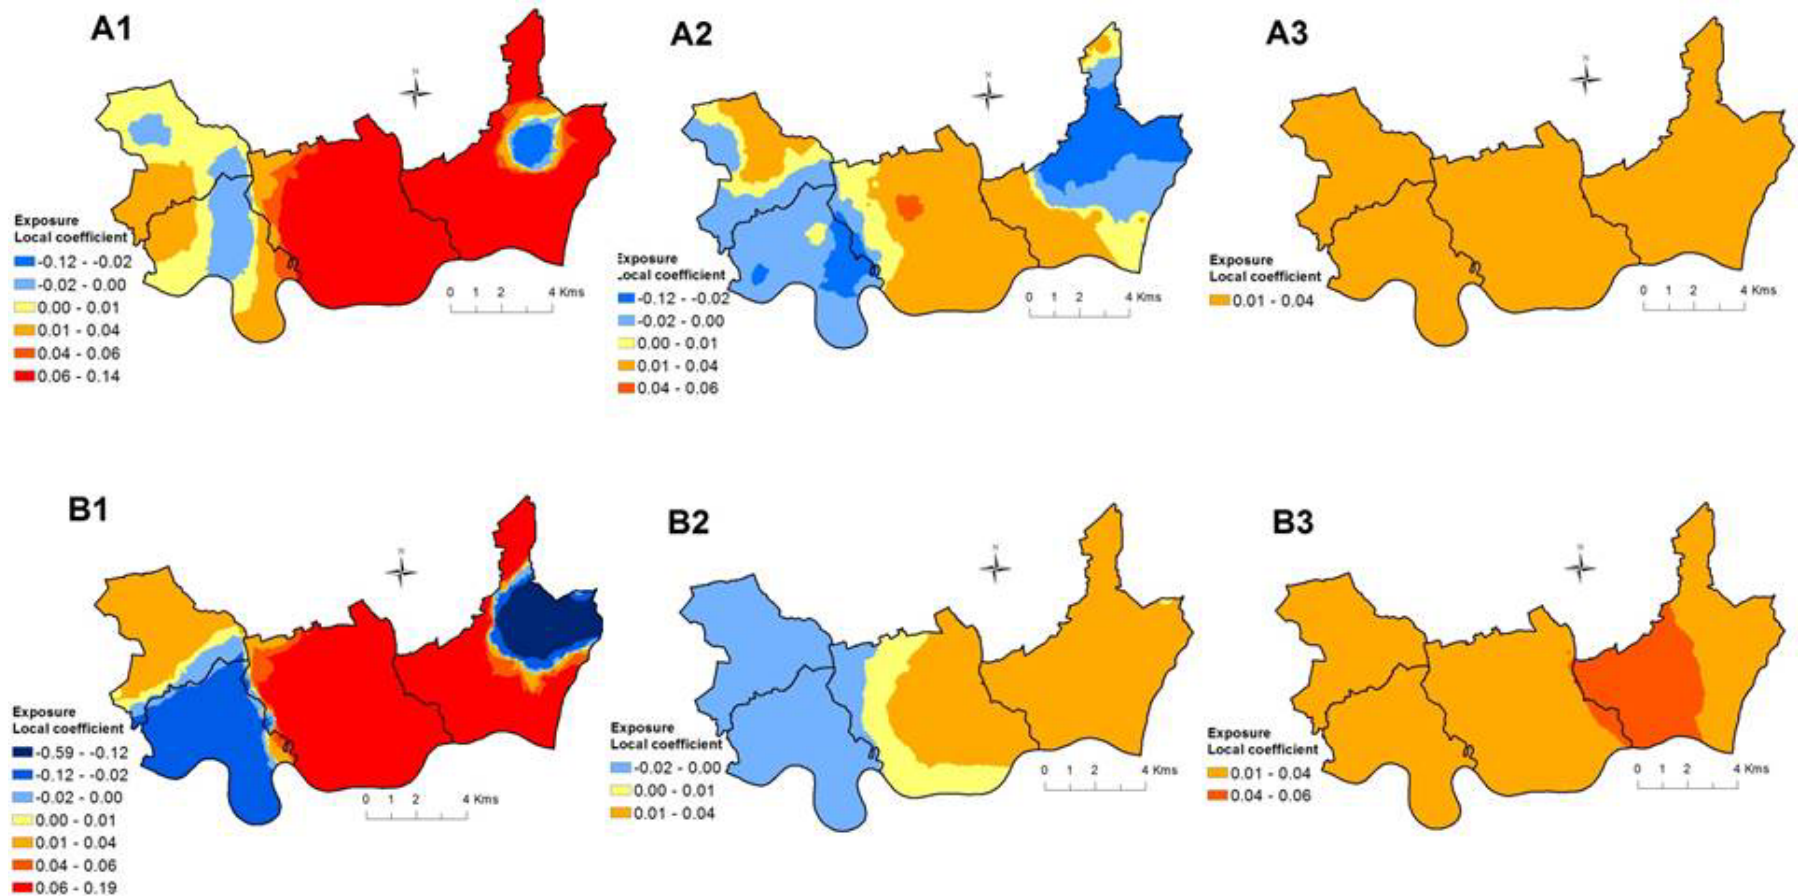 A1
N
Exposure
Local coefficient
-0.12 - -0.02
-0.02 - 0.00
0.00 - 0.01
0.01 - 0.04
0.04 - 0.06
0.06 - 0.14
0 1 2 4 Kms
A2
N
Exposure
Local coefficient
-0.12 - -0.02
-0.02 - 0.00
0.00 - 0.01
0.01 - 0.04
0.04 - 0.06
0 1 2 4 Kms
A3
N
Exposure
Local coefficient
0.01 - 0.04
0 1 2 4 Kms
B1
N
Exposure
Local coefficient
-0.59 - -0.12
-0.12 - -0.02
-0.02 - 0.00
0.00 - 0.01
0.01 - 0.04
0.04 - 0.06
0.06 - 0.19
0 1 2 4 Kms
B2
N
Exposure
Local coefficient
-0.02 - 0.00
0.00 - 0.01
0.01 - 0.04
0 1 2 4 Kms
B3
N
Exposure
Local coefficient
0.01 - 0.04
0.04 - 0.06
0 1 2 4 Kms